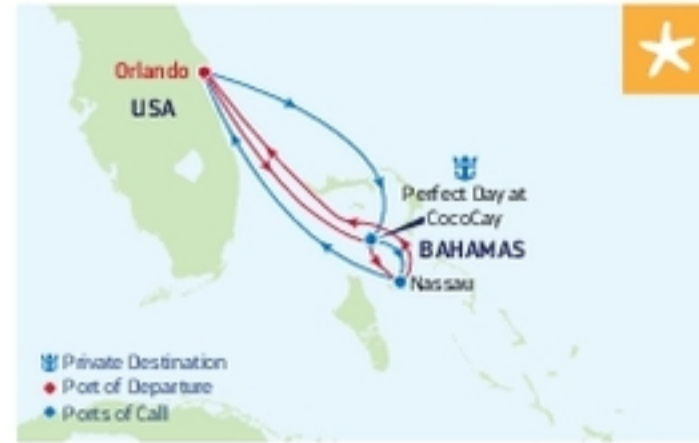 Orlando
USA
Perfect Day at
CocoCay
BAHAMAS
Nassau
Private Destination
Port of Departure
Ports of Call